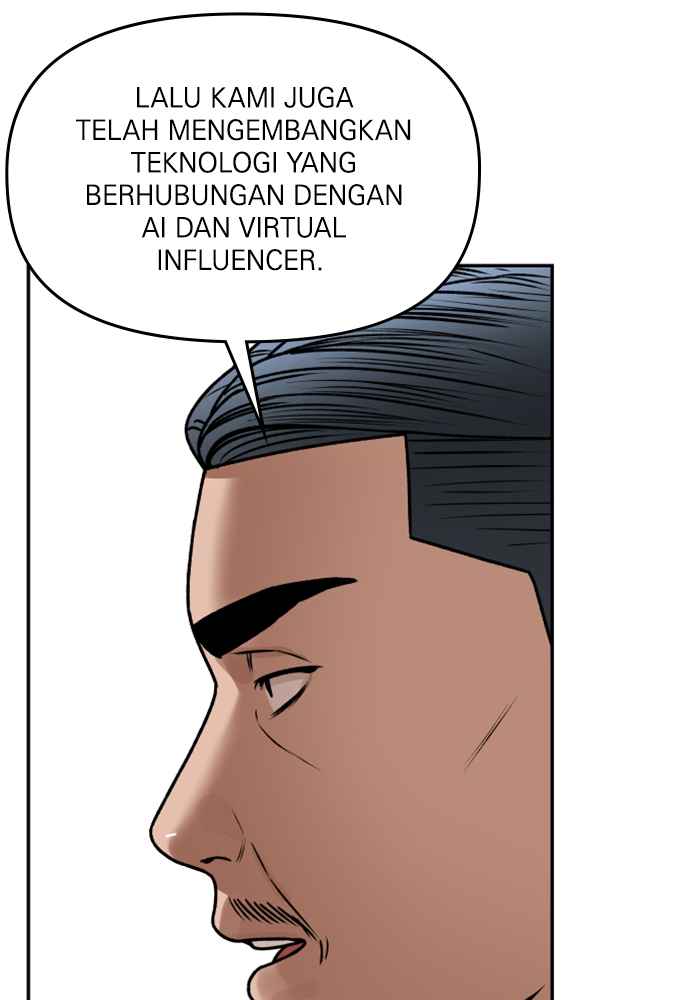 LALU KAMI JUGA
TELAH MENGEMBANGKAN
TEKNOLOGI YANG
BERHUBUNGAN DENGAN
AI DAN VIRTUAL
INFLUENCER.